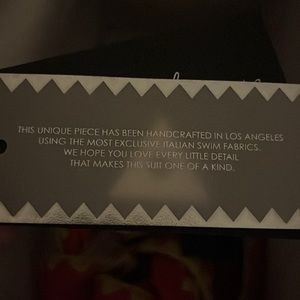 THIS UNIQUE PIECE HAS BEEN HANDCRAFTED IN LOS ANGELES
USING THE MOST EXCLUSIVE ITALIAN SWIM FABRICS.
WE HOPE YOU LOVE EVERY LITTLE DETAIL
THAT MAKES THIS SUIT ONE OF A KIND.